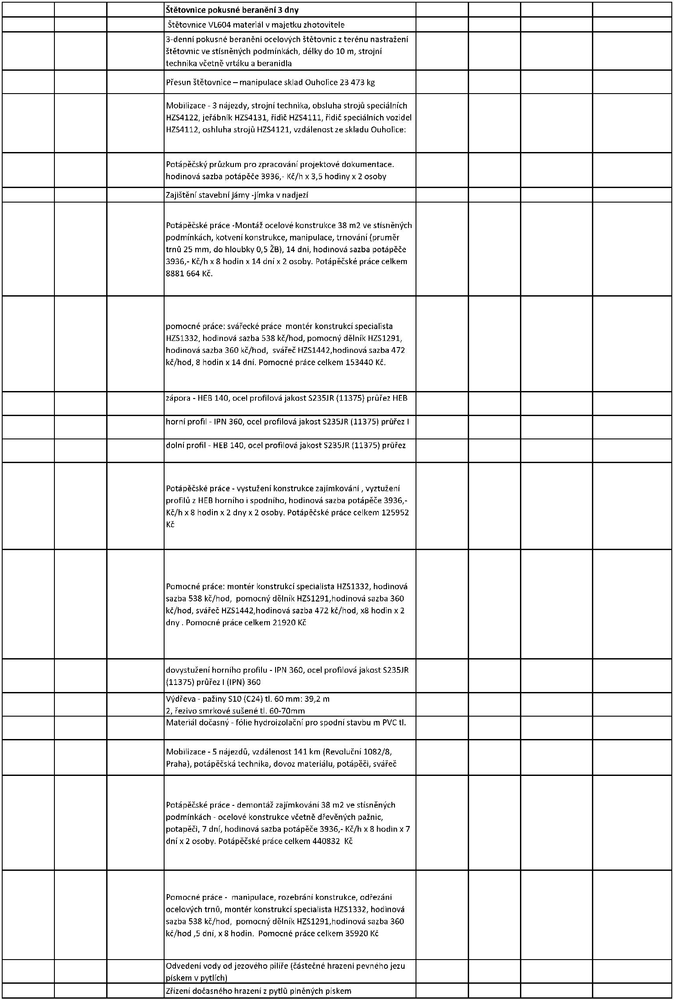 Štětovnice pokusné beranění 3 dny
Štětovnice VL604 materiál v majetku zhotovitele
3-denní pokusné beranění ocelových štětovnic z terénu nastražení
štětovnic ve stísněných podmínkách, délky do 10 m, strojní
technika včetně vrtáku a beranidla
Přesun štětovnice – manipulace sklad Ouholice 23 473 kg
Mobilizace - 3 nájezdy, strojní technika, obsluha strojů speciálních
HZS4122, jeřábník HZS4131, řidič HZS4111, řidič speciálních vozidel
HZS4112, oshluha strojů HZS4121, vzdálenost ze skladu Ouholice:
Potápěčský průzkum pro zpracování projektové dokumentace.
hodinová sazba potápěče 3936,- Kč/h x 3,5 hodiny x 2 osoby
Zajištění stavební jámy -jímka v nadjezí
Potápěčské práce -Montáž ocelové konstrukce 38 m2 ve stísněných
podmínkách, kotvení konstrukce, manipulace, trnování (pruměr
trnů 25 mm, do hloubky 0,5 ŽB), 14 dní, hodinová sazba potápěče
3936,- Kč/h x 8 hodin x 14 dní x 2 osoby. Potápěčské práce celkem
8881 664 Kč.
pomocné práce: svářecké práce  montér konstrukcí specialista
HZS1332, hodinová sazba 538 kč/hod, pomocný dělník HZS1291,
hodinová sazba 360 kč/hod,  svářeč HZS1442,hodinová sazba 472
kč/hod, 8 hodin x 14 dní. Pomocné práce celkem 153440 Kč.
zápora - HEB 140, ocel profilová jakost S235JR (11375) průřez HEB
horní profil - IPN 360, ocel profilová jakost S235JR (11375) průřez I
dolní profil - HEB 140, ocel profilová jakost S235JR (11375) průřez
Potápěčské práce - vystužení konstrukce zajímkování , vyztužení
profilů z HEB horního i spodního, hodinová sazba potápěče 3936,-
Kč/h x 8 hodin x 2 dny x 2 osoby. Potápěčské práce celkem 125952
Kč
Pomocné práce: montér konstrukcí specialista HZS1332, hodinová
sazba 538 kč/hod,  pomocný dělník HZS1291,hodinová sazba 360
kč/hod, svářeč HZS1442,hodinová sazba 472 kč/hod, x8 hodin x 2
dny . Pomocné práce celkem 21920 Kč
dovystužení horního profilu - IPN 360, ocel profilová jakost S235JR
(11375) průřez I (IPN) 360
Výdřeva - pažiny S10 (C24) tl. 60 mm: 39,2 m
2, řezivo smrkové sušené tl. 60-70mm
Materiál dočasný - fólie hydroizolační pro spodní stavbu m PVC tl.
Mobilizace - 5 nájezdů, vzdálenost 141 km (Revoluční 1082/8,
Praha), potápěčská technika, dovoz materiálu, potápěči, svářeč
Potápěčské práce - demontáž zajímkování 38 m2 ve stísněných
podmínkách - ocelové konstrukce včetně dřevěných pažnic,
potapěči, 7 dní, hodinová sazba potápěče 3936,- Kč/h x 8 hodin x 7
dní x 2 osoby. Potápěčské práce celkem 440832  Kč
Pomocné práce -  manipulace, rozebrání konstrukce, odřezání
ocelových trnů, montér konstrukcí specialista HZS1332, hodinová
sazba 538 kč/hod,  pomocný dělník HZS1291,hodinová sazba 360
kč/hod ,5 dní, x 8 hodin.  Pomocné práce celkem 35920 Kč
Odvedení vody od jezového pilíře (částečné hrazení pevného jezu
pískem v pytlích)
Zřízení dočasného hrazení z pytlů plněných pískem